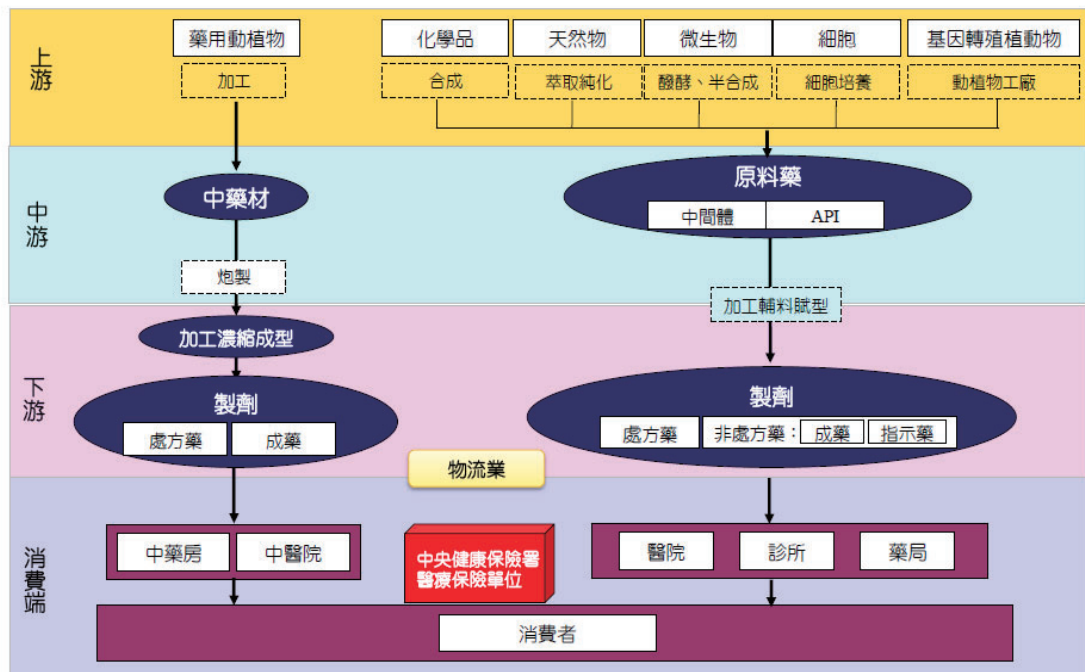 上游
藥用動植物
化學品
天然物
微生物
細胞
基因轉殖植動物
加工
合成
萃取純化
醱酵、半合成
細胞培養
動植物工廠
中游
中藥材
原料藥
中間體
API
炮製
加工輔料賦型
下游
加工濃縮成型
製劑
處方藥
成藥
製劑
處方藥
非處方藥：
成藥
指示藥
物流業
消費端
中藥房
中醫院
中央健康保險署
醫療保險單位
醫院
診所
藥局
消費者